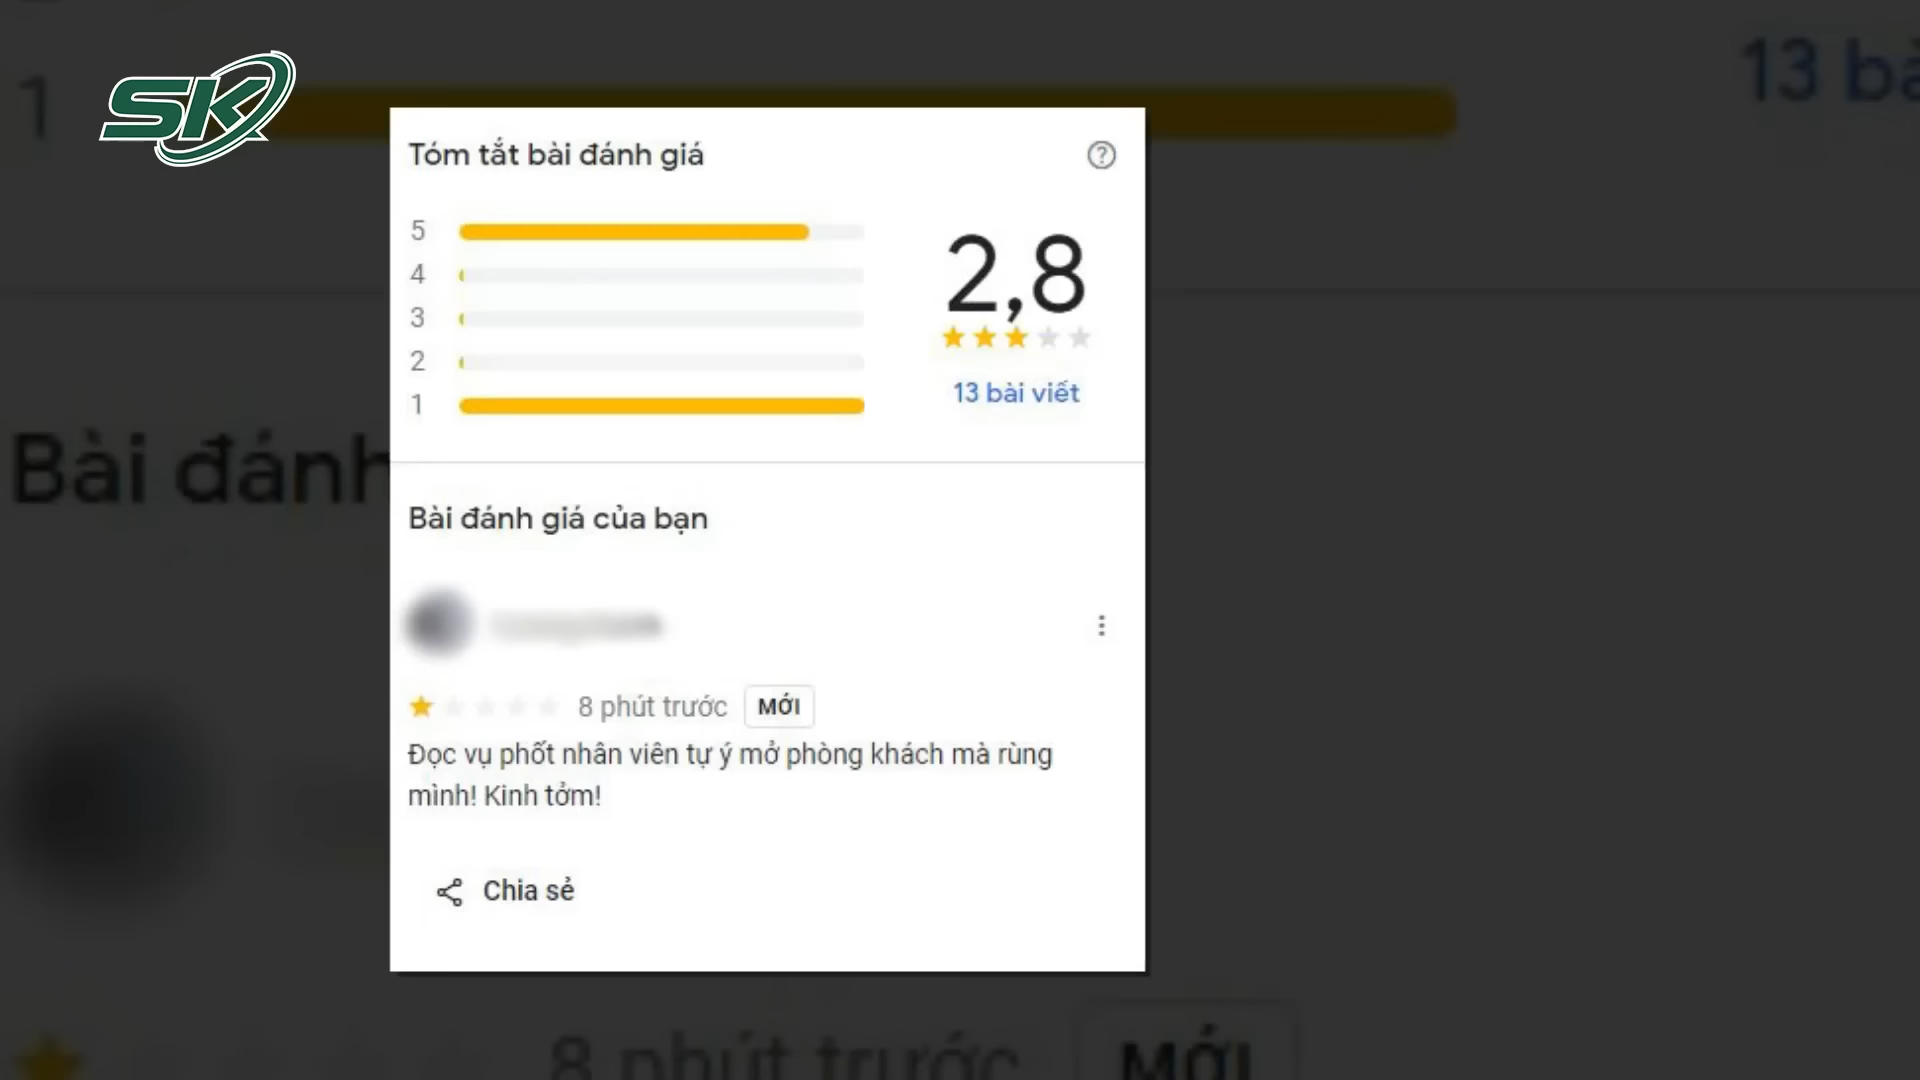 SK
1
13 bà
Tóm tắt bài đánh giá
5
4
3
2
1
2,8
13 bài viết
Bài đánh
Bài đánh giá của bạn
8 phút trước MỚI
Đọc vụ phốt nhân viên tự ý mở phòng khách mà rùng
mình! Kinh tởm!
Chia sẻ
8 phút trước MỚI